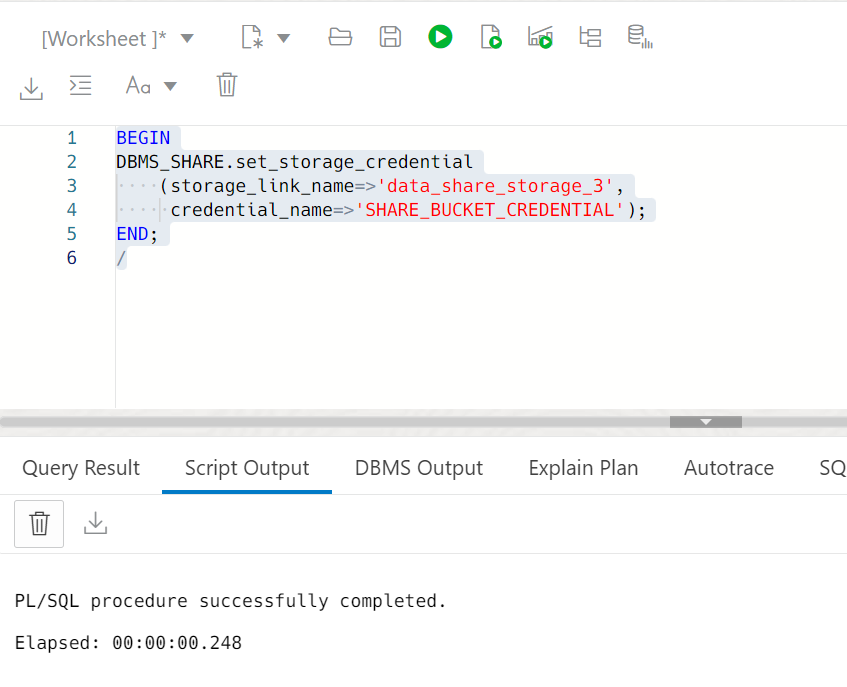 [Worksheet ]*
Aa
1 BEGIN
2 DBMS_SHARE.set_storage_credential
3 (storage_link_name=>'data_share_storage_3',
4 credential_name=>'SHARE_BUCKET_CREDENTIAL');
5 END;
6 /
Query Result Script Output DBMS Output Explain Plan Autotrace SQ
PL/SQL procedure successfully completed.
Elapsed: 00:00:00.248